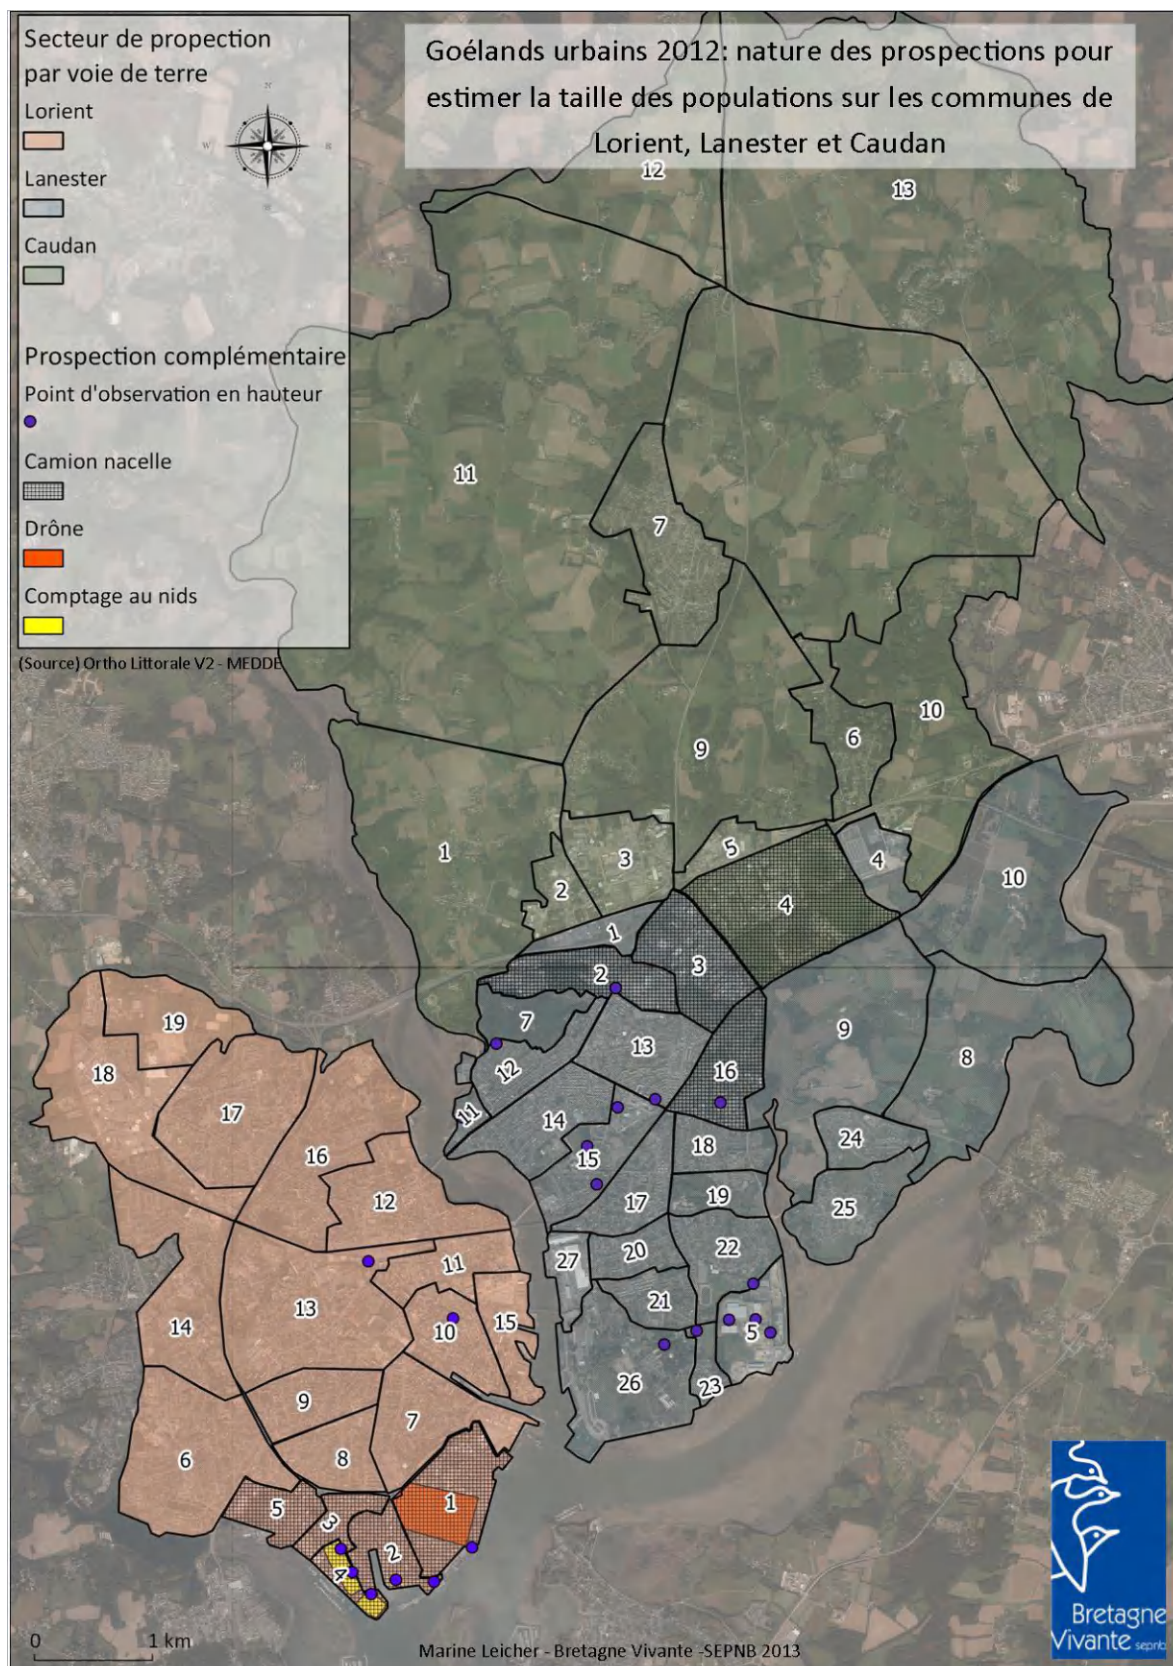 Secteur de propection
par voie de terre
Lorient
Lanester
Caudan
Prospection complémentaire
Point d'observation en hauteur
Camion nacelle
Drône
Comptage au nids
(Source) Ortho Littorale V2 - MEDDE
Goélands urbains 2012: nature des prospections pour
estimer la taille des populations sur les communes de
Lorient, Lanester et Caudan
N
W
E
S
12
13
11
7
10
6
9
1
3
5
4
4
2
10
1
3
2
7
13
9
8
12
16
11
14
24
18
15
19
17
25
22
27
20
21
5
26
23
19
18
17
16
12
11
13
14
10
15
9
7
6
8
5
1
3
2
4
0 1 km
Marine Leicher - Bretagne Vivante -SEPNB 2013
Bretagne
Vivante sepnb